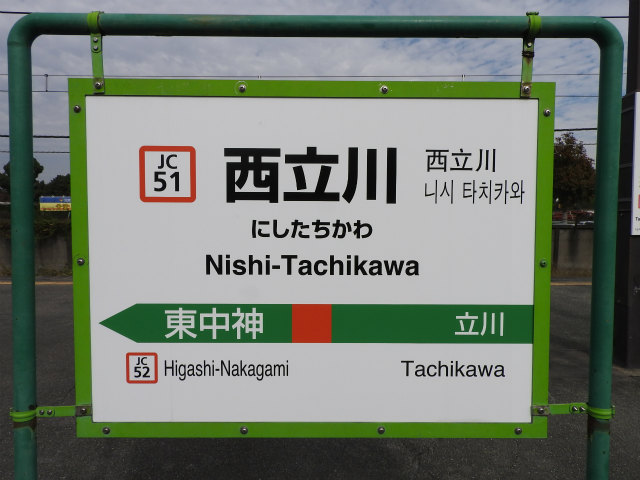 JC
51
西立川
西立川
니시 타치카와
にしたちかわ
Nishi-Tachikawa
東中神
立川
JC
52
Higashi-Nakagami
Tachikawa